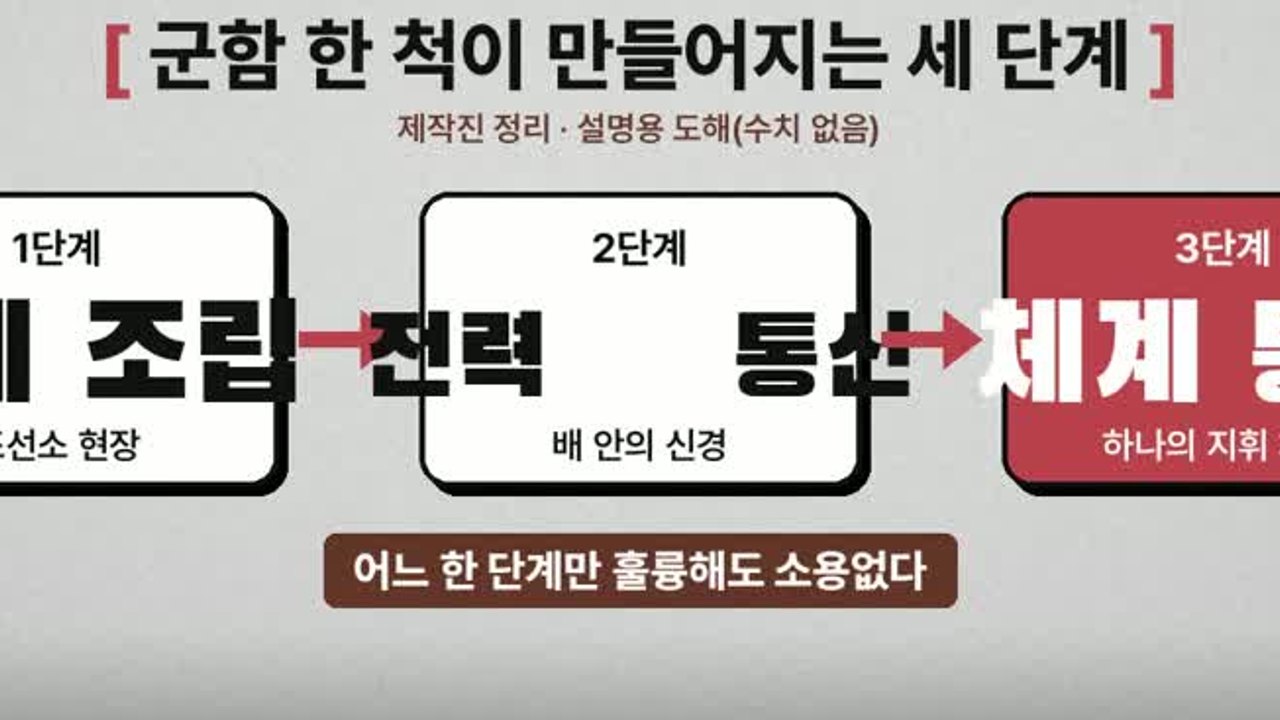 [ 군함 한 척이 만들어지는 세 단계 ]
제작진 정리 · 설명용 도해(수치 없음)
1단계
조립
현장
2단계
전력 통신
배 안의 신경
3단계
체계
하나의 지휘
어느 한 단계만 훌륭해도 소용없다